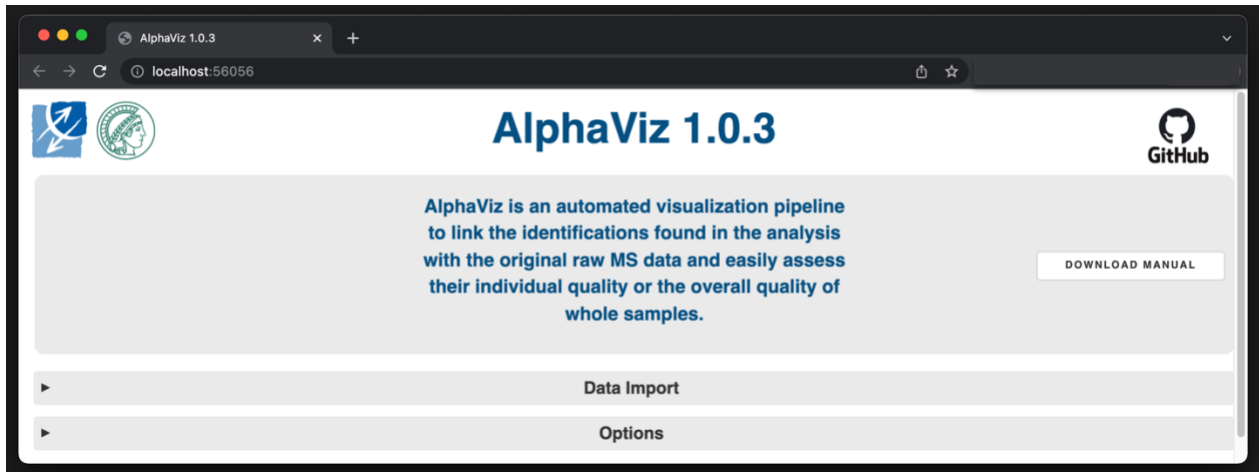 AlphaViz 1.0.3
localhost:56056
AlphaViz 1.0.3
GitHub
AlphaViz is an automated visualization pipeline
to link the identifications found in the analysis
with the original raw MS data and easily assess
their individual quality or the overall quality of
whole samples.
DOWNLOAD MANUAL
Data Import
Options